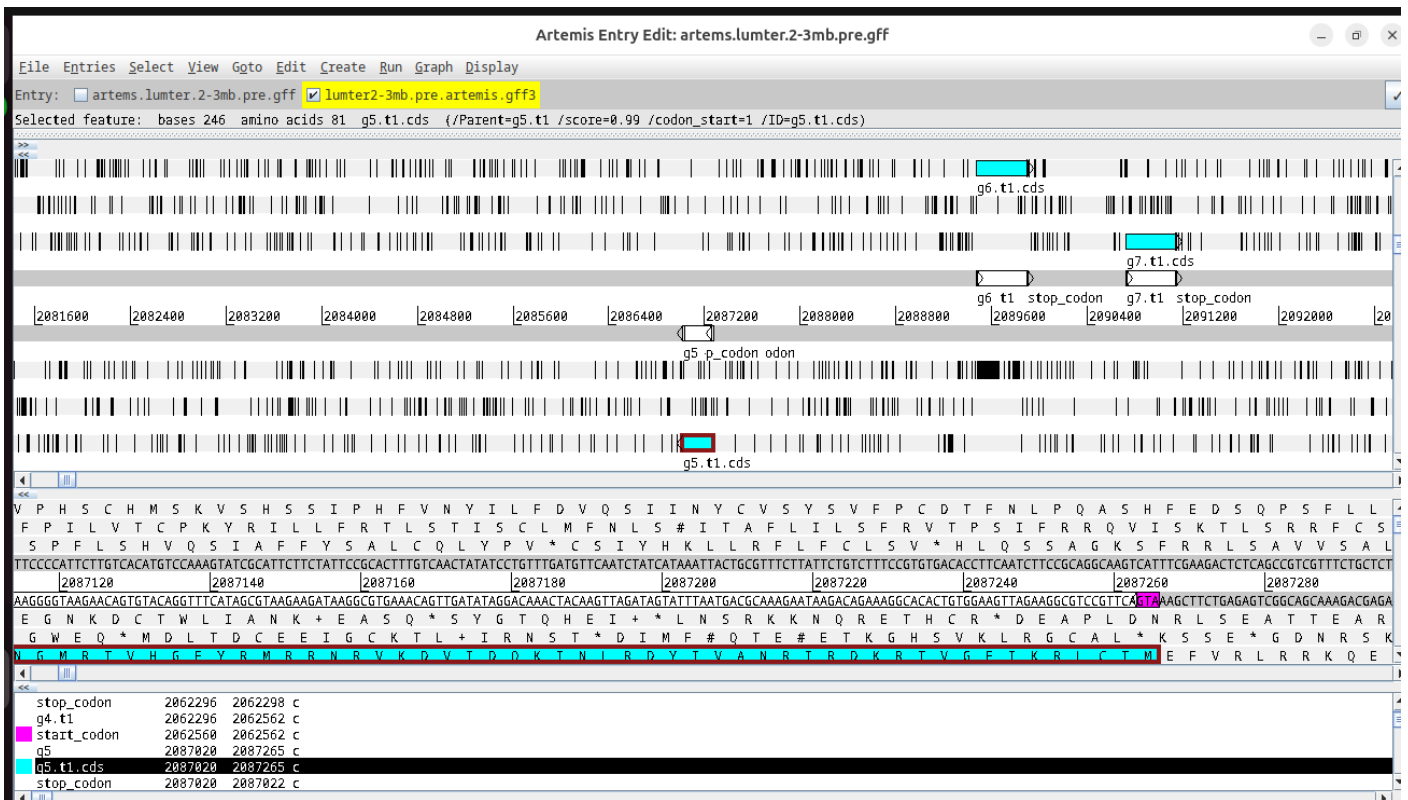 Artemis Entry Edit: artems.lumter.2-3mb.pre.gff
File Entries Select View Goto Edit Create Run Graph Display
Entry: artems.lumter.2-3mb.pre.gff lumter2-3mb.pre.artemis.gff3
Selected feature: bases 246 amino acids 81 g5.t1.cds (/Parent=g5.t1 /score=0.99 /codon_start=1 /ID=g5.t1.cds)
>>
<<
g6.t1.cds
g7.t1.cds
g6 t1 stop_codon g7.t1 stop_codon
2081600 2082400 2083200 2084000 2084800 2085600 2086400 2087200 2088000 2088800 2089600 2090400 2091200 2092000 20
g5 p_codon odon
g5.t1.cds
<<
V P H S C H M S K V S H S S I P H F V N Y I L F D V Q S I I N Y C V S Y S V F P C D T F N L P Q A S H F E D S Q P S F L L
F P I L V T C P K Y R I L L F R T L S T I S C L M F N L S # I T A F L I L S F R V T P S I F R R Q V I S K T L S R R F C S
S P F L S H V Q S I A F F Y S A L C Q L Y P V * C S I Y H K L L R F L F C L S V * H L Q S S A G K S F R R L S A V V S A L
TTCCCCATTCTTGTCACATGTCCAAAGTATCGCATTCTTCTATTCCGCACTTTGTCAACTATATCCTGTTTGATGTTCAATCTATCATAAATTACTGCGTTTCTTATTCTGTCTTTCCGTGTGACACCTTCAATCTTCCGCAGGCAAGTCATTTCGAAGACTCTCAGCCGTCGTTTCTGCTCT
2087120 2087140 2087160 2087180 2087200 2087220 2087240 2087260 2087280
AAGGGGTAAGAACAGTGTACAGGTTTCATAGCGTAAGAAGATAAGGCGTGAAACAGTTGATATAGGACAAACTACAAGTTAGATAGTATTTAATGACGCAAAGAATAAGACAGAAAGGCACACTGTGGAAGTTAGAAGGCGTCCGTTCAGTAAAGCTTCTGAGAGTCGGCAGCAAAGACGAGA
E G N K D C T W L I A N K + E A S Q * S Y G T Q H E I + * L N S R K K N Q R E T H C R * D E A P L D N R L S E A T T E A R
G W E Q * M D L T D C E E I G C K T L + I R N S T * D I M F # Q T E # E T K G H S V K L R G C A L * K S S E * G D N R S K
N G M R T V H G F Y R M R R N R V K D V T D Q K T N L R D Y T V A N R T R D K R T V G E T K R L C T M E F V R L R R K Q E
<<
stop_codon 2062296 2062298 c
g4.t1 2062296 2062562 c
start_codon 2062560 2062562 c
g5 2087020 2087265 c
g5.t1.cds 2087020 2087265 c
stop_codon 2087020 2087022 c